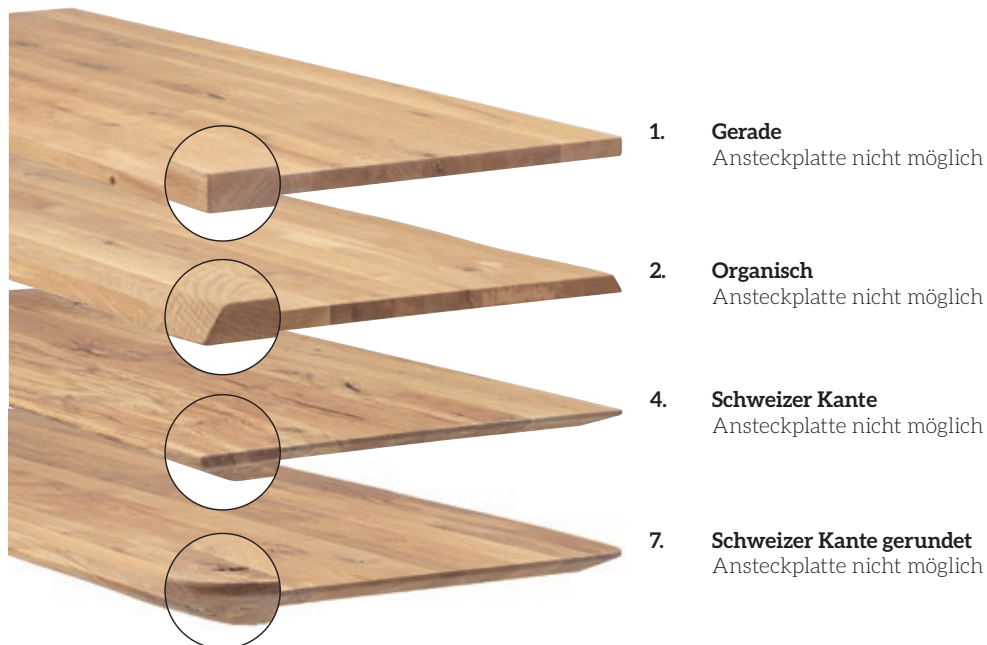 1. Gerade
Ansteckplatte nicht möglich
2. Organisch
Ansteckplatte nicht möglich
4. Schweizer Kante
Ansteckplatte nicht möglich
7. Schweizer Kante gerundet
Ansteckplatte nicht möglich